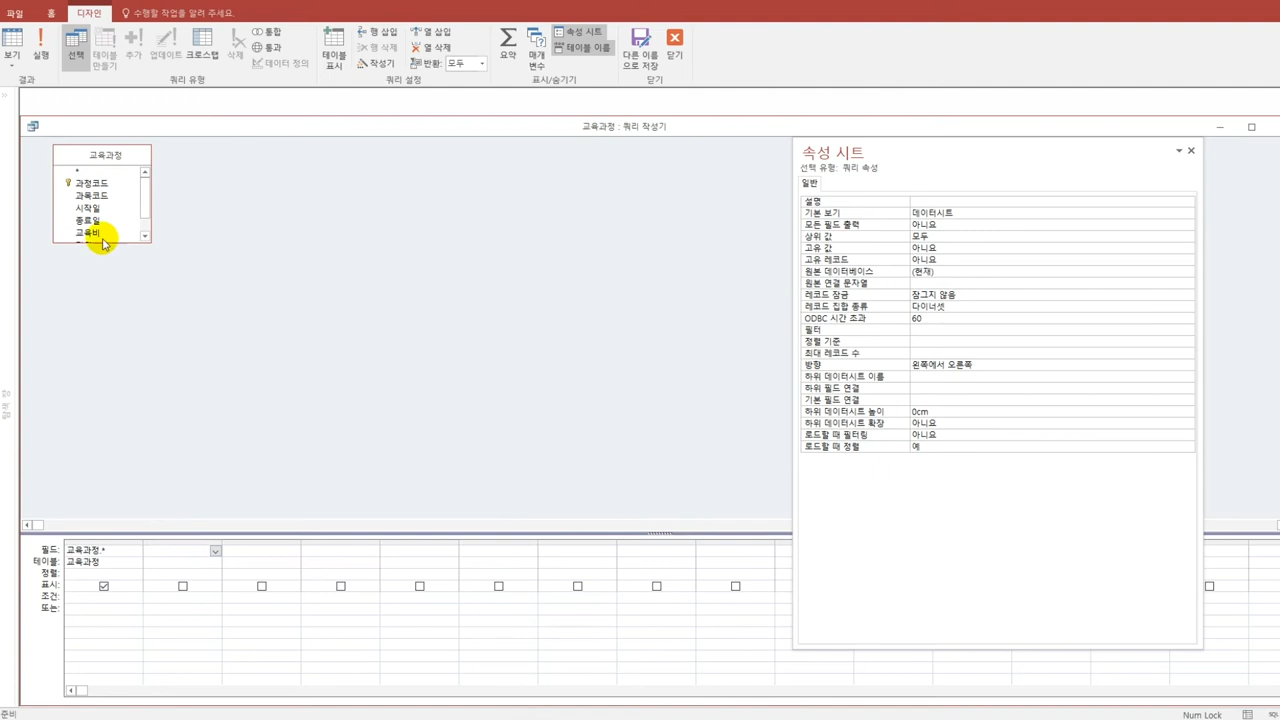 파일 홈 디자인 수행할 작업을 알려 주세요.
보기 실행 선택 테이블 만들기 추가 업데이트 크로스탭 삭제
통합
통과
데이터 정의
테이블 표시
행 삽입
행 삭제
작성기
열 삽입
열 삭제
반환: 모두
요약 매개 변수
속성 시트
테이블 이름
다른 이름으로 저장 닫기
결과 쿼리 유형 쿼리 설정 표시/숨기기 닫기
교육과정 : 쿼리 작성기
교육과정
*
과정코드
과목코드
시작일
종료일
교육비
속성 시트
선택 유형: 쿼리 속성
일반
설명
기본 보기 데이터시트
모든 필드 출력 아니요
상위 값 모두
고유 값 아니요
고유 레코드 아니요
원본 데이터베이스 (현재)
원본 연결 문자열
레코드 잠금 잠그지 않음
레코드 집합 종류 다이너셋
ODBC 시간 초과 60
필터
정렬 기준
최대 레코드 수
방향 왼쪽에서 오른쪽
하위 데이터시트 이름
하위 필드 연결
기본 필드 연결
하위 데이터시트 높이 0cm
하위 데이터시트 확장 아니요
로드할 때 필터링 아니요
로드할 때 정렬 예
필드: 교육과정.*
테이블: 교육과정
정렬:
표시:
조건:
또는:
탐색 창
준비 Num Lock SQL